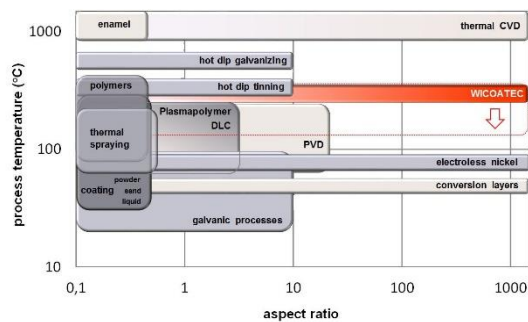 enamel
thermal CVD
1000
hot dip galvanizing
polymers
hot dip tinning
WICOATEC
Plasmapolymer
DLC
thermal
spraying
PVD
100
electroless nickel
coating
powder
sand
liquid
conversion layers
galvanic processes
10
0,1
1
10
100
1000
process temperature (°C)
aspect ratio